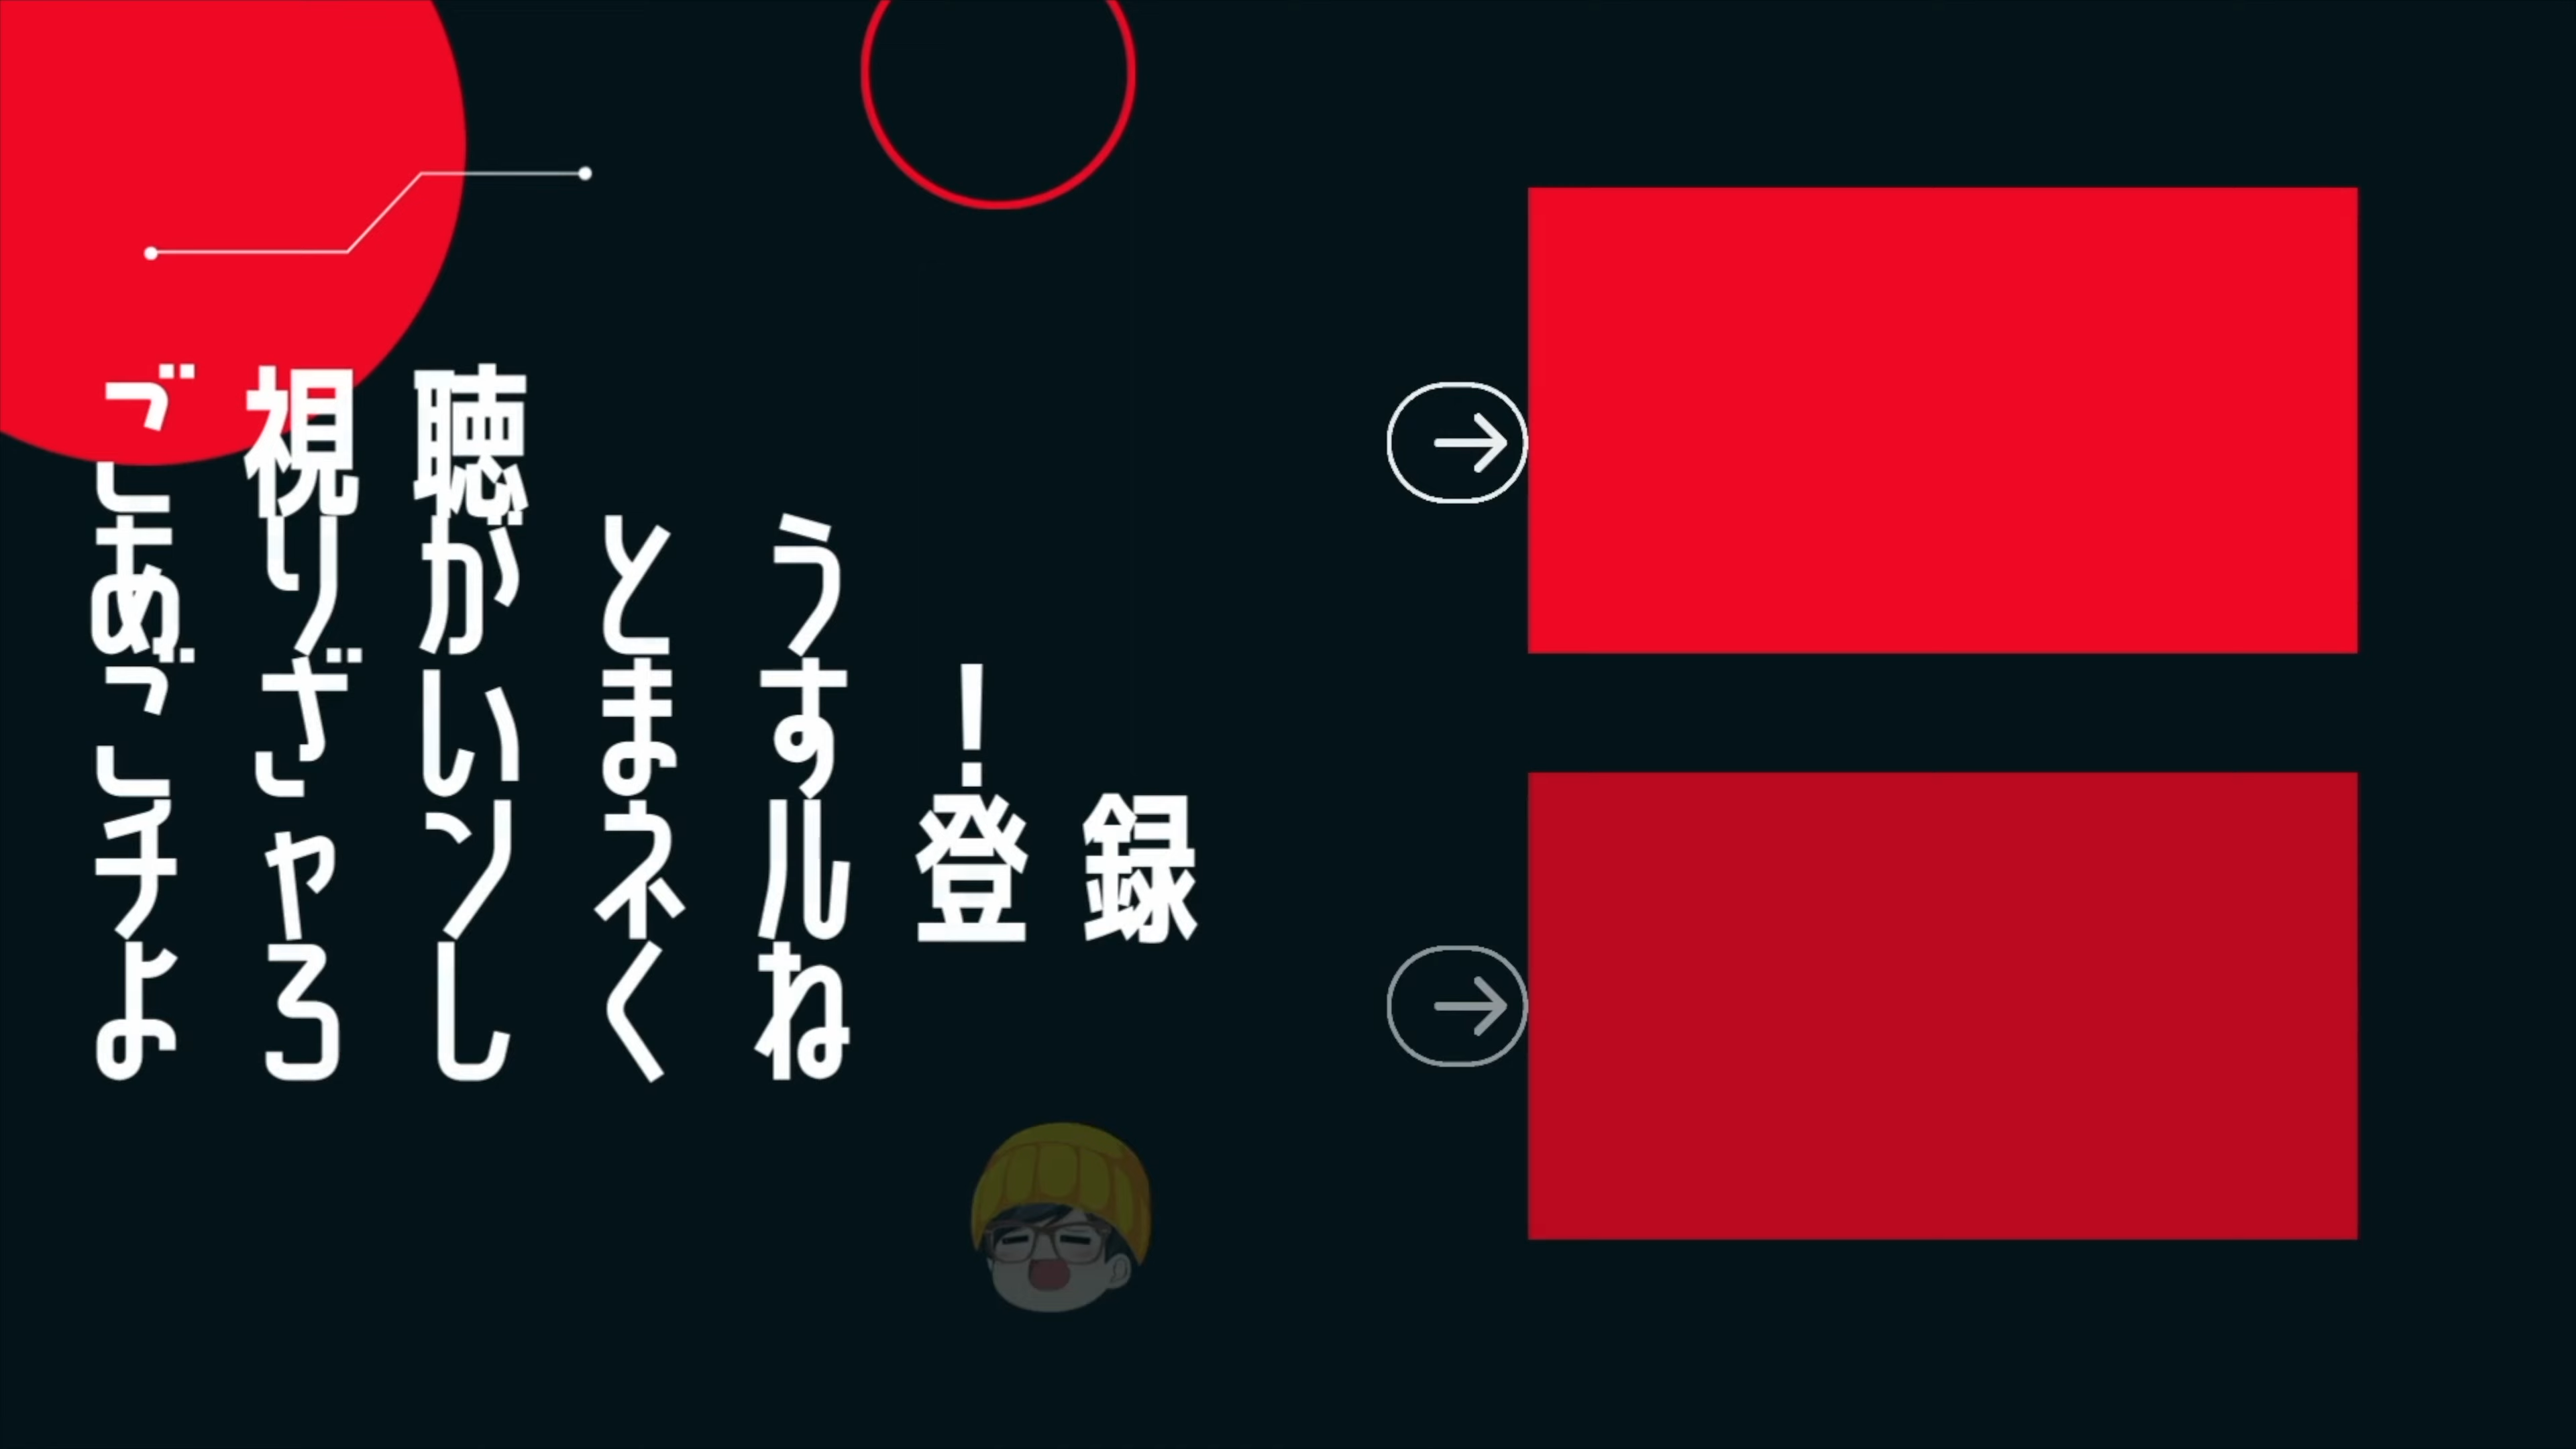 ご視聴
ありがとう
ございます！
チャンネル登録
よろしくね